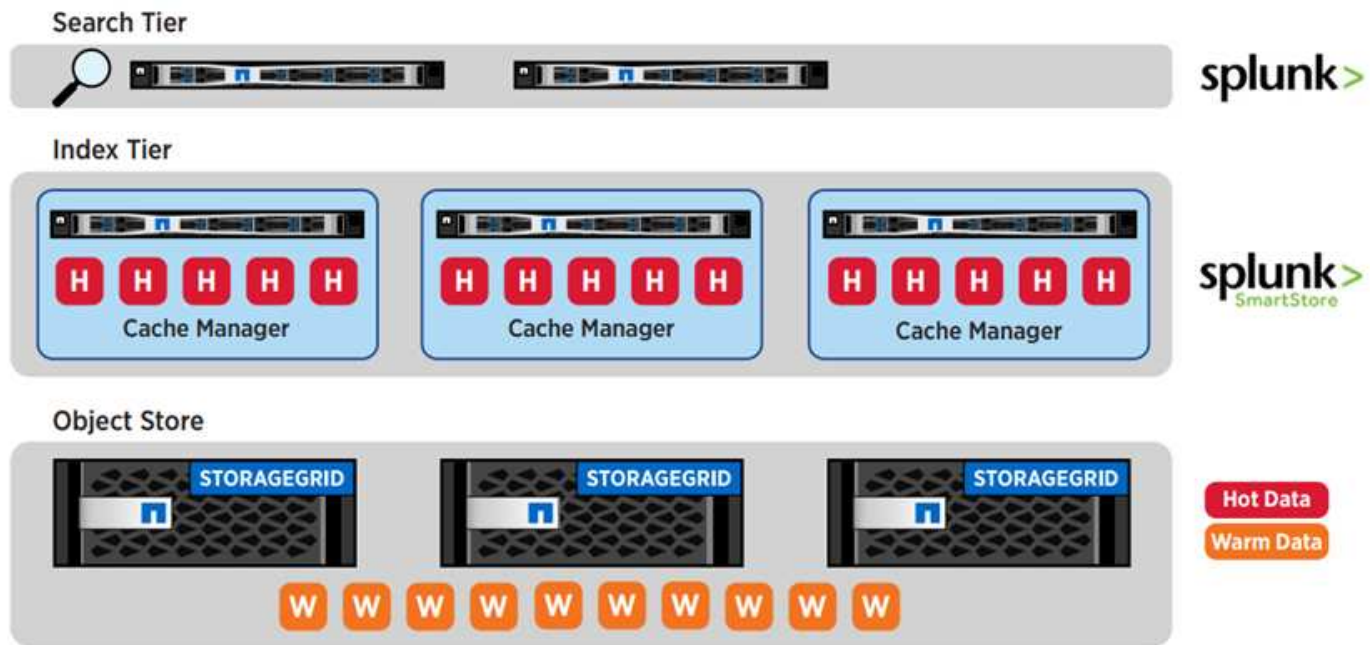 Search Tier
splunk>
Index Tier
H H H H H
H H H H H
H H H H H
Cache Manager
Cache Manager
Cache Manager
splunk>
SmartStore
Object Store
STORAGEGRID
STORAGEGRID
STORAGEGRID
Hot Data
Warm Data
W W W W W W W W W W